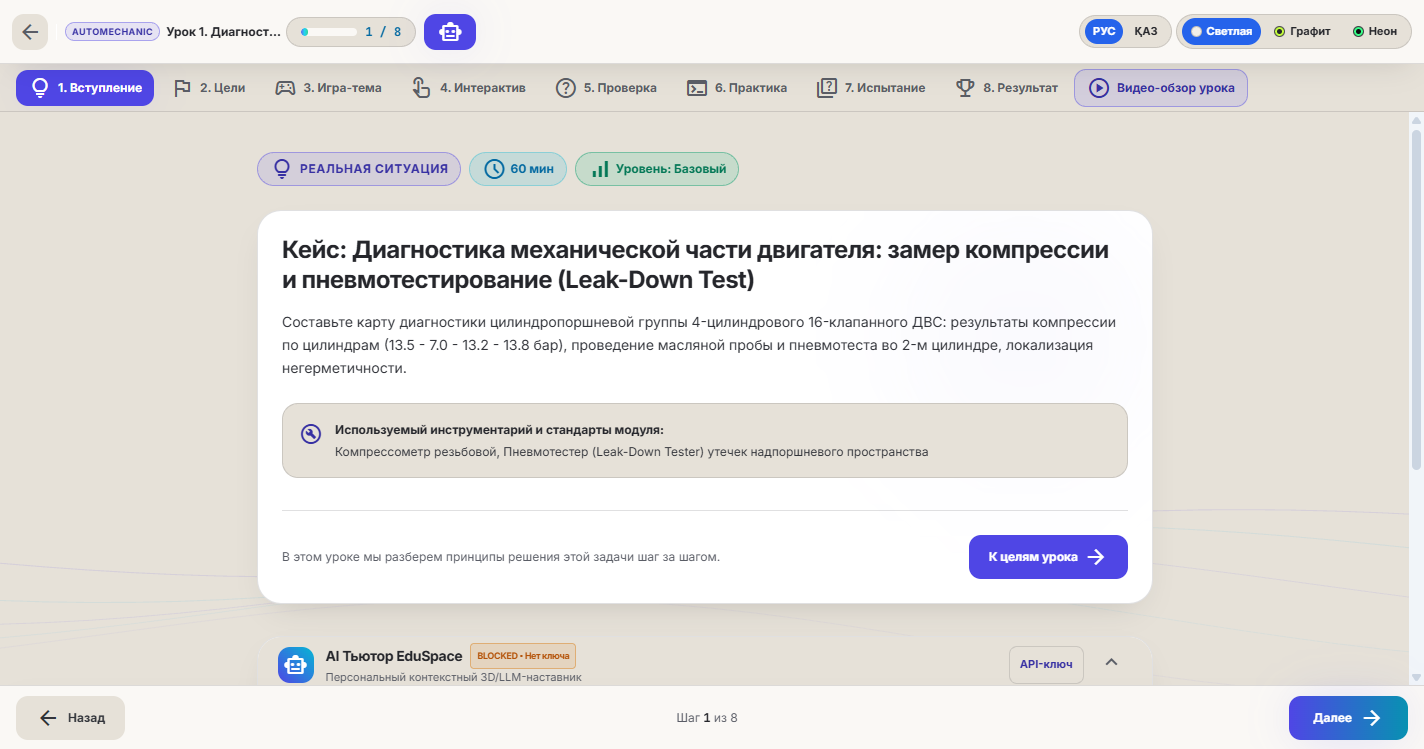 AUTOMECHANIC Урок 1. Диагност... 1 / 8 РУС ҚАЗ Светлая Графит Неон
1. Вступление 2. Цели 3. Игра-тема 4. Интерактив 5. Проверка 6. Практика 7. Испытание 8. Результат Видео-обзор урока
РЕАЛЬНАЯ СИТУАЦИЯ 60 мин Уровень: Базовый
Кейс: Диагностика механической части двигателя: замер компрессии
и пневмотестирование (Leak-Down Test)
Составьте карту диагностики цилиндропоршневой группы 4-цилиндрового 16-клапанного ДВС: результаты компрессии
по цилиндрам (13.5 - 7.0 - 13.2 - 13.8 бар), проведение масляной пробы и пневмотеста во 2-м цилиндре, локализация
негерметичности.
Используемый инструментарий и стандарты модуля:
Компрессометр резьбовой, Пневмотестер (Leak-Down Tester) утечек надпоршневого пространства
В этом уроке мы разберем принципы решения этой задачи шаг за шагом.
К целям урока
AI Тьютор EduSpace BLOCKED • Нет ключа
Персональный контекстный 3D/LLM-наставник
API-ключ
Назад Шаг 1 из 8 Далее